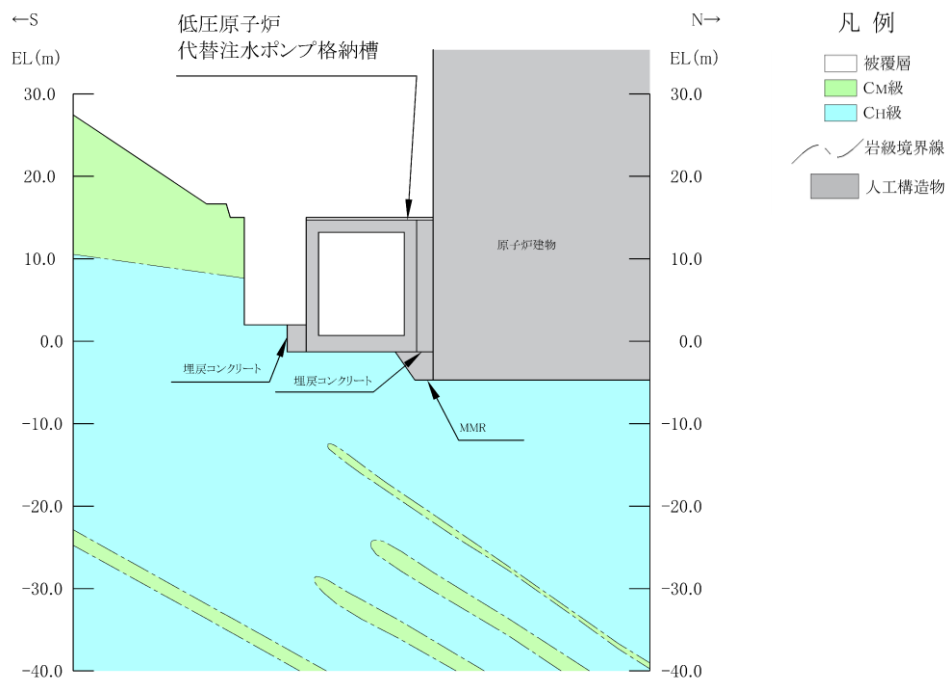 ←S
EL(m)
30.0
20.0
10.0
0.0
-10.0
-20.0
-30.0
-40.0
低圧原子炉
代替注水ポンプ格納槽
原子炉建物
埋戻コンクリート
埋戻コンクリート
MMR
N→
EL(m)
30.0
20.0
10.0
0.0
-10.0
-20.0
-30.0
-40.0
凡 例
被覆層
CM級
CH級
岩級境界線
人工構造物